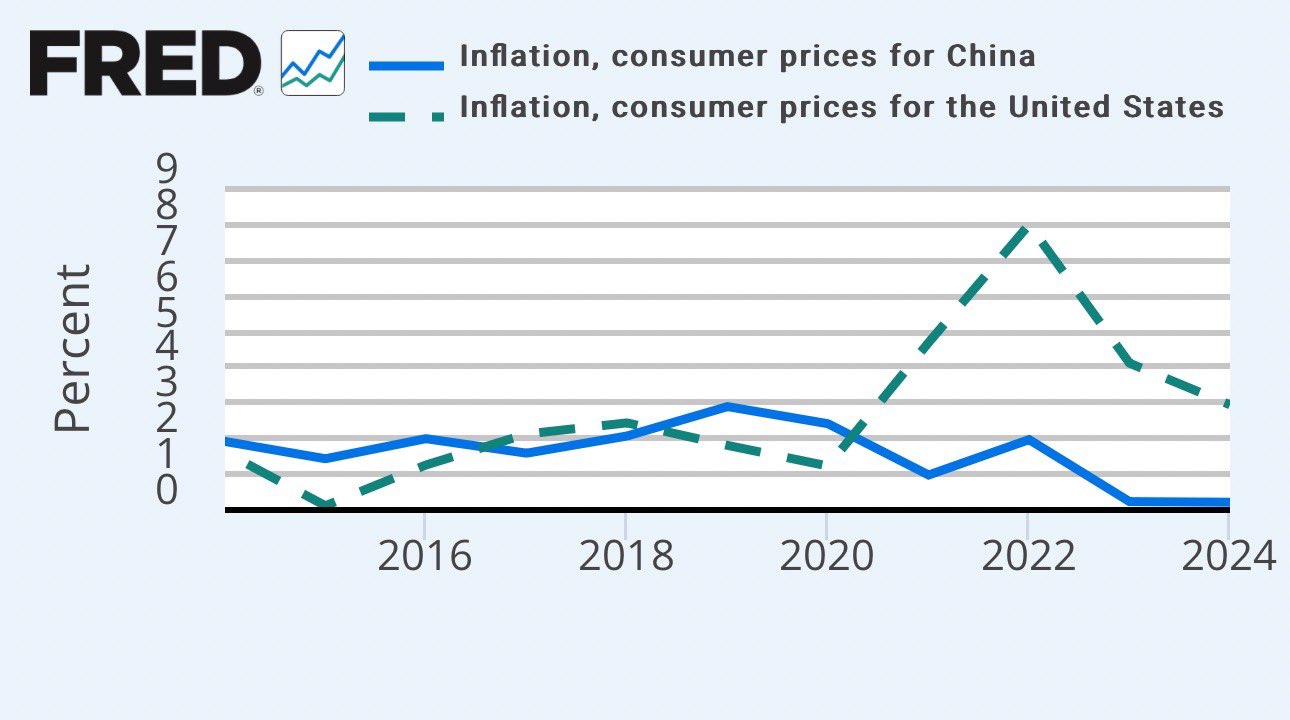 FRED®
Inflation, consumer prices for China
Inflation, consumer prices for the United States
Percent
9
8
7
6
5
4
3
2
1
0
2016 2018 2020 2022 2024